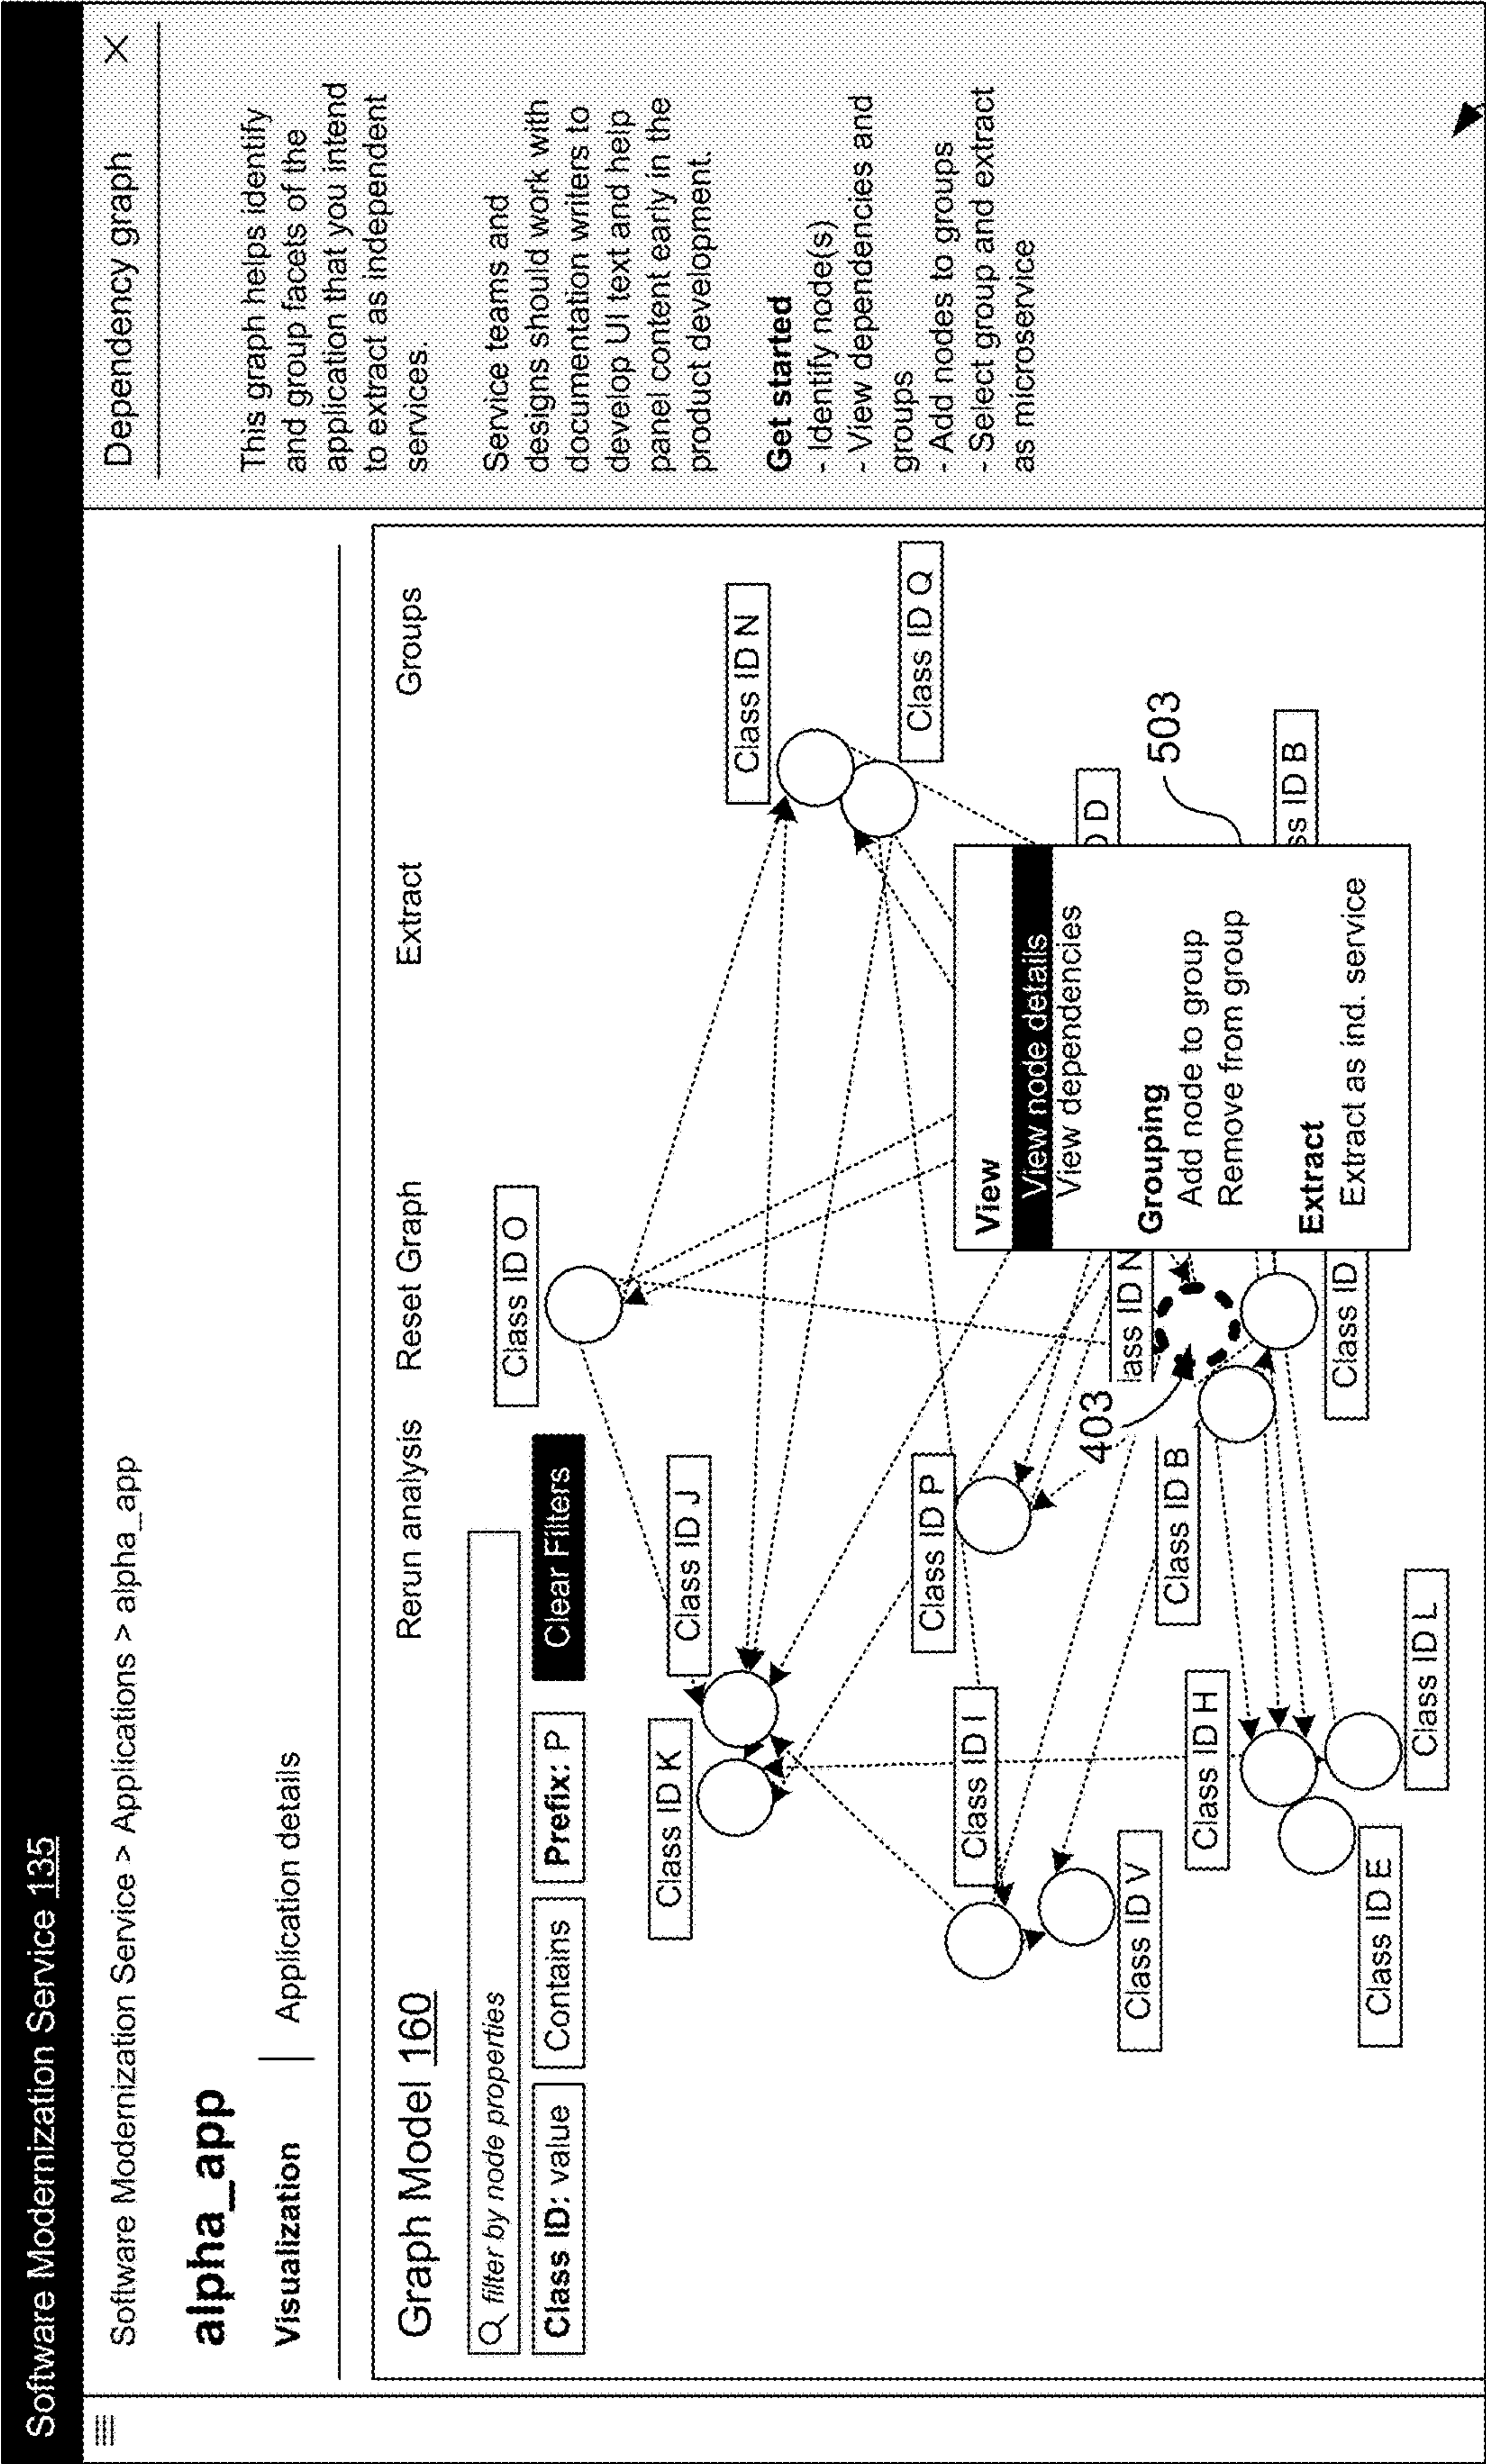 Software Modernization Service 135
Software Modernization Service > Applications > alpha_app
alpha_app
Visualization | Application details
Graph Model 160
Rerun analysis
Reset Graph
Extract
Groups
filter by node properties
Class ID: value
Contains
Prefix: P
Clear Filters
Class ID O
Class ID K
Class ID J
Class ID N
Class ID Q
Class ID I
Class ID P
Class ID V
Class ID H
Class ID B
lass ID N
403
D D
503
ss ID B
Class ID E
Class ID L
Class ID
View
View node details
View dependencies
Grouping
Add node to group
Remove from group
Extract
Extract as ind. service
Dependency graph X
This graph helps identify
and group facets of the
application that you intend
to extract as independent
services.
Service teams and
designs should work with
documentation writers to
develop UI text and help
panel content early in the
product development.
Get started
- Identify node(s)
- View dependencies and
groups
- Add nodes to groups
- Select group and extract
as microservice